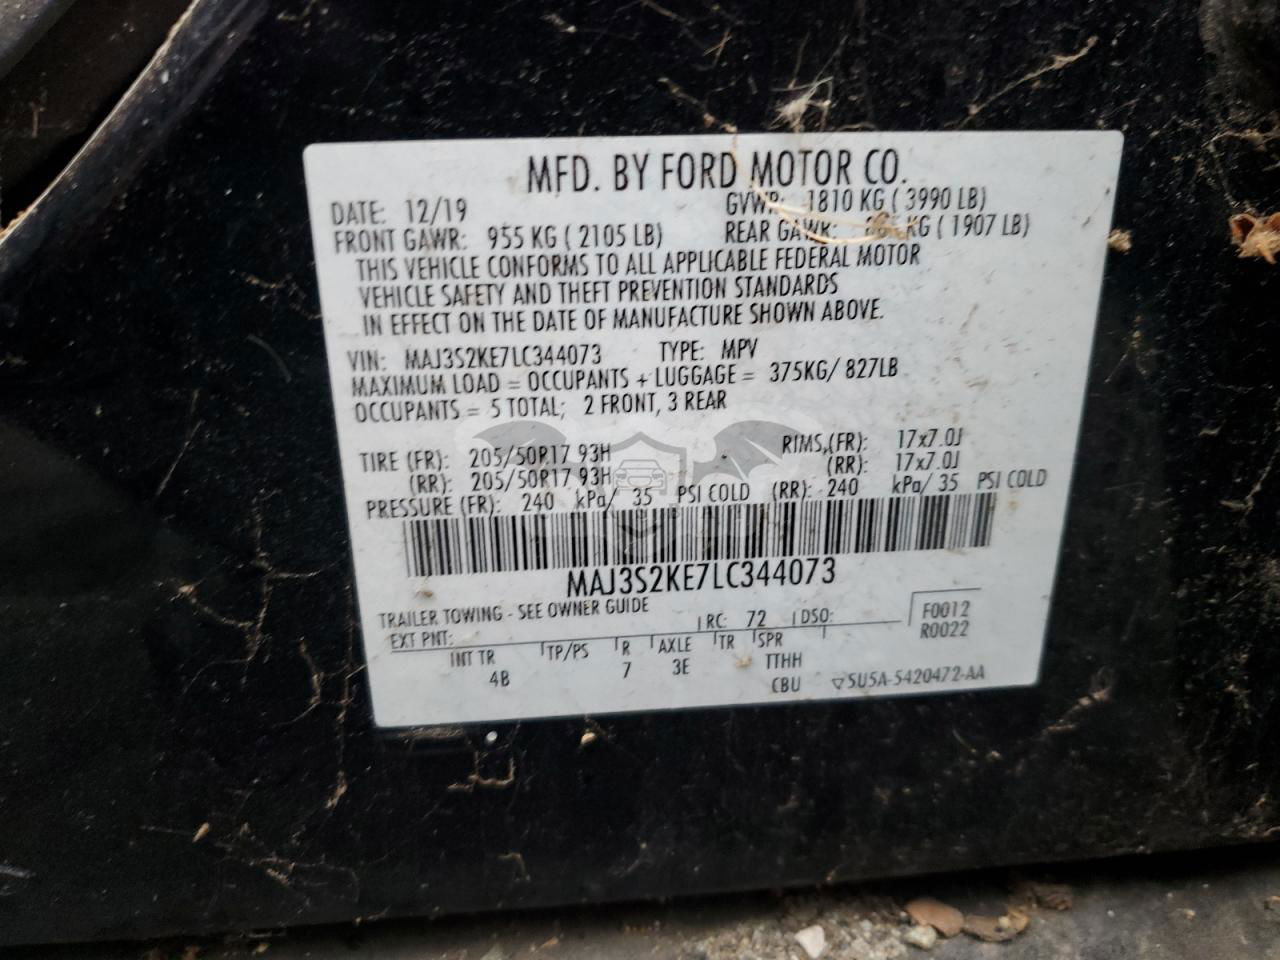 MFD. BY FORD MOTOR CO.
DATE: 12/19 GVWR: 1810 KG ( 3990 LB)
FRONT GAWR: 955 KG ( 2105 LB) REAR GAWR: KG ( 1907 LB)
THIS VEHICLE CONFORMS TO ALL APPLICABLE FEDERAL MOTOR
VEHICLE SAFETY AND THEFT PREVENTION STANDARDS
IN EFFECT ON THE DATE OF MANUFACTURE SHOWN ABOVE.
VIN: MAJ3S2KE7LC344073 TYPE: MPV
MAXIMUM LOAD = OCCUPANTS + LUGGAGE = 375KG/ 827LB
OCCUPANTS = 5 TOTAL; 2 FRONT, 3 REAR
TIRE (FR): 205/50R17 93H RIMS,(FR): 17x7.0J
(RR): 205/50R17 93H (RR): 17x7.0J
PRESSURE (FR): 240 kPa/ 35 PSI COLD (RR): 240 kPa/ 35 PSI COLD
MAJ3S2KE7LC344073
TRAILER TOWING - SEE OWNER GUIDE
EXT PNT: RC: 72 DSO: F0012
R0022
INT TR TP/PS R AXLE TR SPR
4B 7 3E TTHH
CBU ▽5U5A-5420472-AA